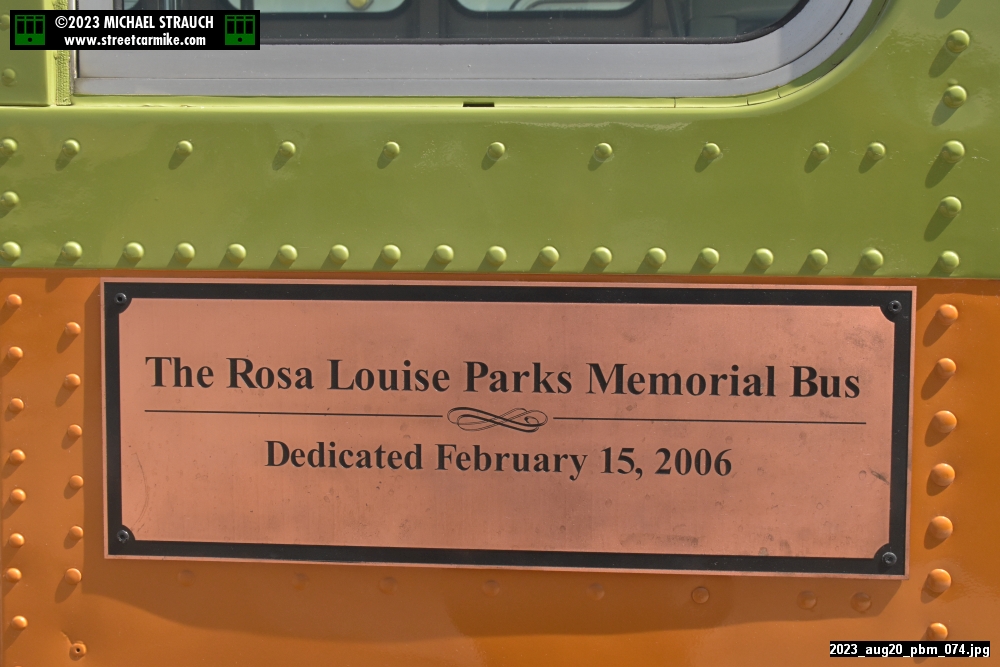 ©2023 MICHAEL STRAUCH
www.streetcarmike.com
The Rosa Louise Parks Memorial Bus
Dedicated February 15, 2006
2023_aug20_pbm_074.jpg